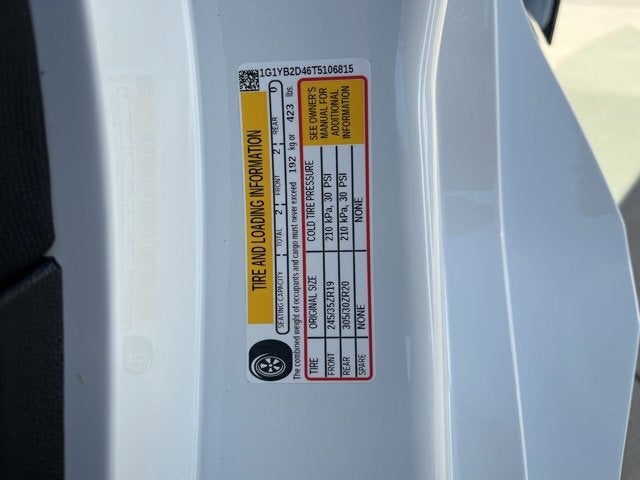 1G1YB2D46T5106815
TIRE AND LOADING INFORMATION
SEATING CAPACITY TOTAL 2 FRONT 2 REAR 0
The combined weight of occupants and cargo must never exceed 192 kg or 423 lbs.
TIRE ORIGINAL SIZE COLD TIRE PRESSURE
FRONT 245/35ZR19 210 kPa, 30 PSI
REAR 305/30ZR20 210 kPa, 30 PSI
SPARE NONE NONE
SEE OWNER'S
MANUAL FOR
ADDITIONAL
INFORMATION